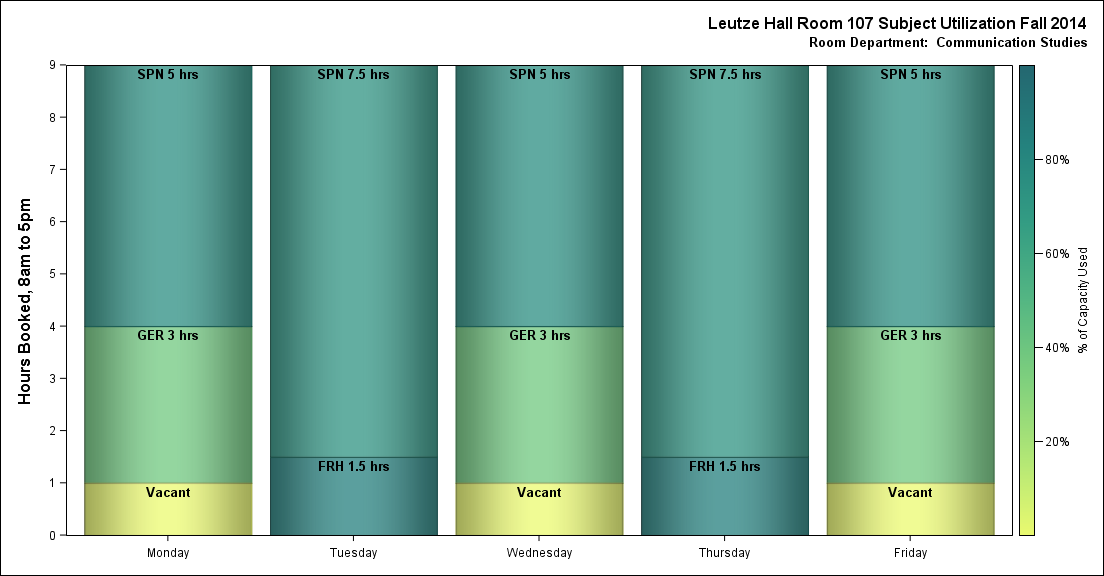 Leutze Hall Room 107 Subject Utilization Fall 2014
Room Department:  Communication Studies
Hours Booked, 8am to 5pm
9
8
7
6
5
4
3
2
1
0
SPN 5 hrs
GER 3 hrs
Vacant
SPN 7.5 hrs
FRH 1.5 hrs
SPN 5 hrs
GER 3 hrs
Vacant
SPN 7.5 hrs
FRH 1.5 hrs
SPN 5 hrs
GER 3 hrs
Vacant
Monday
Tuesday
Wednesday
Thursday
Friday
80%
60%
40%
20%
% of Capacity Used